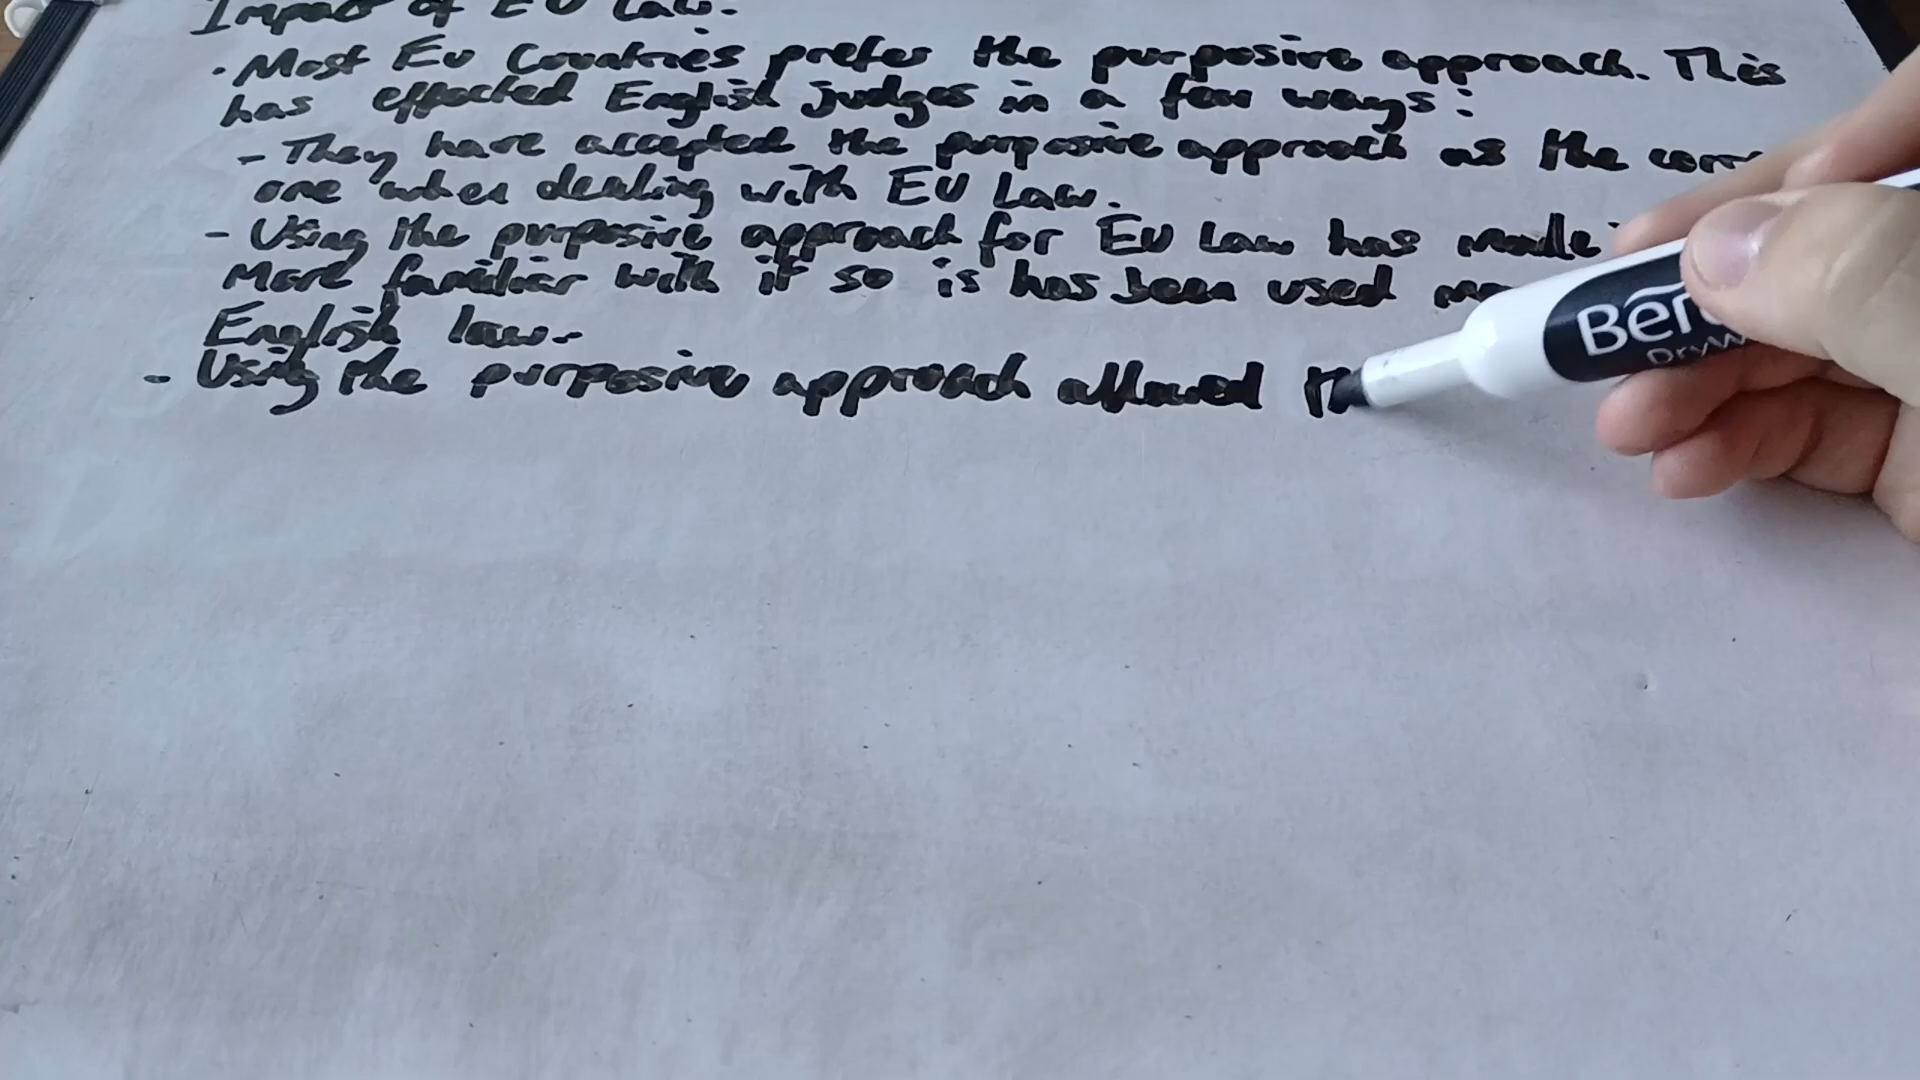 Impact of EU Law.
· Most EU Countries prefer the purposive approach. This
has effected English judges in a few ways:
- They have accepted the purposive approach as the corr
one when dealing with EU Law.
- Using the purposive approach for EU Law has made
More familiar with it so is has been used
English law.
- Using the purposive approach allowed
Ber
DryW